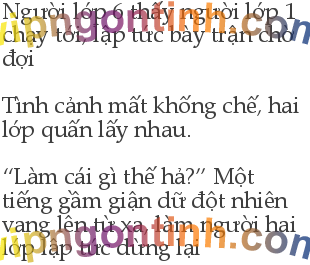 Người lớp 6 thấy người lớp 1
chạy tới, lập tức bày trận chờ
đợi
Tình cảnh mất khống chế, hai
lớp quấn lấy nhau.
“Làm cái gì thế hả?” Một
tiếng gầm giận dữ đột nhiên
vang lên từ xa, làm người hai
lớp lập tức dừng lại